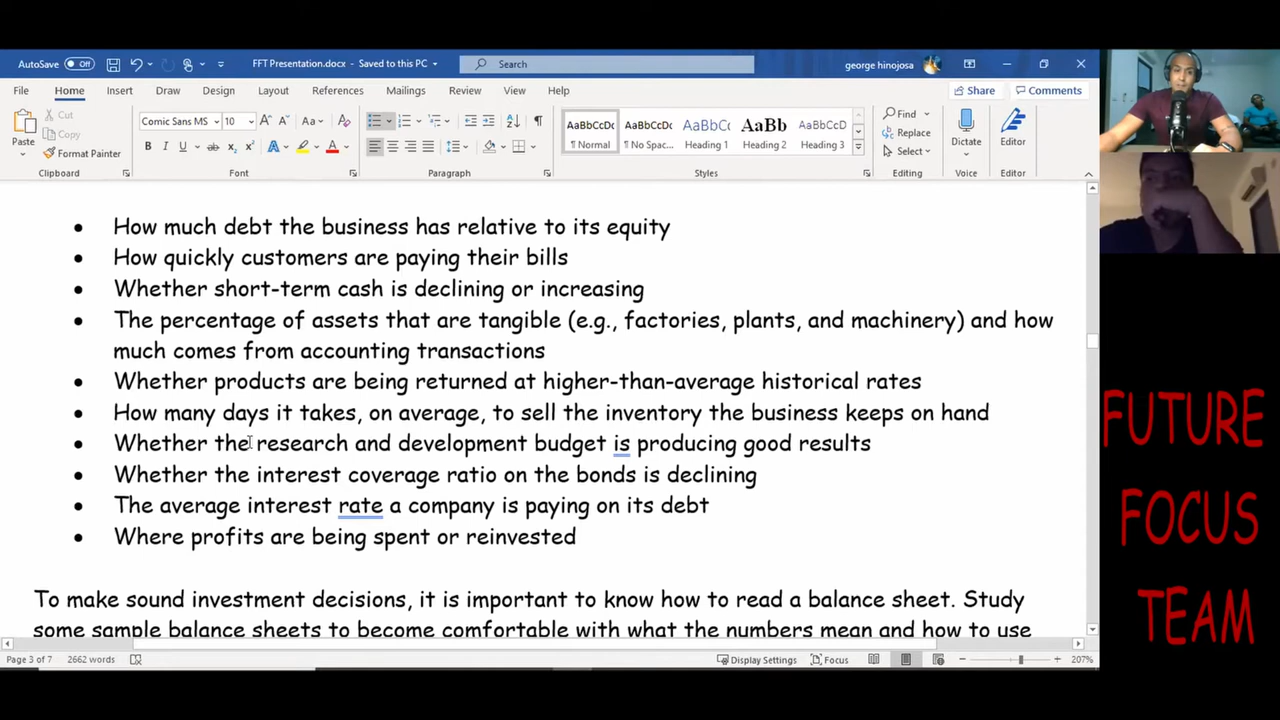 AutoSave Off FFT Presentation.docx - Saved to this PC Search george hinojosa
File Home Insert Draw Design Layout References Mailings Review View Help Share Comments
Paste
Cut
Copy
Format Painter
Clipboard
Comic Sans MS 10 A A Aa
B I U ab x₂ x² A A
Font
Paragraph
AaBbCcDc AaBbCcDc AaBbC AaBb AaBbCcD
¶ Normal ¶ No Spac... Heading 1 Heading 2 Heading 3
Styles
Find
Replace
Select
Editing
Dictate
Voice
Editor
Editor
• How much debt the business has relative to its equity
• How quickly customers are paying their bills
• Whether short-term cash is declining or increasing
• The percentage of assets that are tangible (e.g., factories, plants, and machinery) and how
much comes from accounting transactions
• Whether products are being returned at higher-than-average historical rates
• How many days it takes, on average, to sell the inventory the business keeps on hand
• Whether the research and development budget is producing good results
• Whether the interest coverage ratio on the bonds is declining
• The average interest rate a company is paying on its debt
• Where profits are being spent or reinvested
To make sound investment decisions, it is important to know how to read a balance sheet. Study
some sample balance sheets to become comfortable with what the numbers mean and how to use
Page 3 of 7 2662 words Display Settings Focus 207%
FUTURE
FOCUS
TEAM